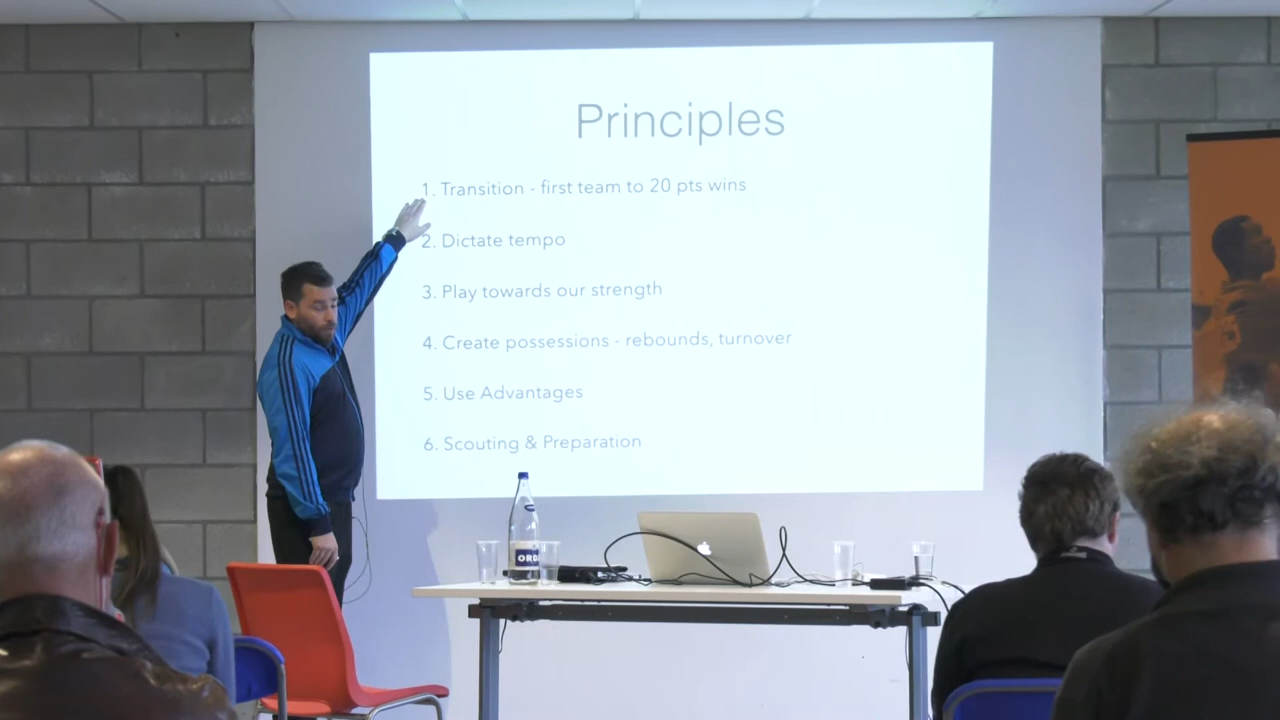 Principles
1. Transition - first team to 20 pts wins
2. Dictate tempo
3. Play towards our strength
4. Create possessions - rebounds, turnover
5. Use Advantages
6. Scouting & Preparation